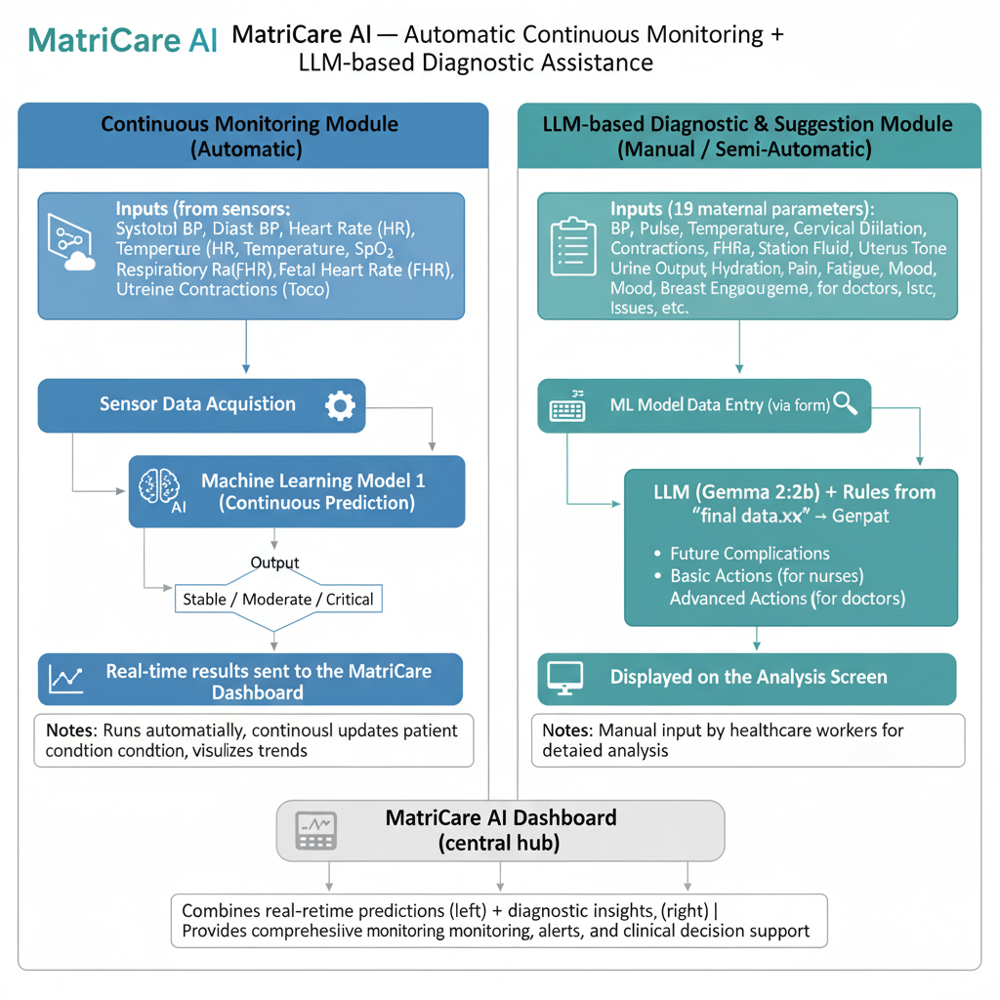 MatriCare AI
MatriCare AI — Automatic Continuous Monitoring +
LLM-based Diagnostic Assistance
Continuous Monitoring Module
(Automatic)
Inputs (from sensors:
Systolol BP, Diast BP, Heart Rate (HR),
Temperture (HR, Temperature, SpO₂
Respiratiory Ra(FHR), Fetal Heart Rate (FHR),
Utreine Contractions (Toco)
Sensor Data Acquistion
AI
Machine Learning Model 1
(Continuous Prediction)
Output
Stable / Moderate / Critical
Real-time results sent to the MatriCare
Dashboard
Notes: Runs automatially, continousl updates patient
condtion condtion, visulizes trends
LLM-based Diagnostic & Suggestion Module
(Manual / Semi-Automatic)
Inputs (19 maternal parameters):
BP, Pulse, Temperature, Cervical Diilation,
Contractions, FHRa, Station Fluid, Uterus Tone
Urine Output, Hydration, Pain, Fatigue, Mood,
Mood, Breast Engpougeme, for doctors, Istc,
Issues, etc.
ML Model Data Entry (via form)
LLM (Gemma 2:2b) + Rules from
“final data.xx” → Gempat
• Future Complications
• Basic Actions (for nurses)
Advanced Actions (for doctors)
Displayed on the Analysis Screen
Notes: Manual input by healthcare workers for
detaied analysis
MatriCare AI Dashboard
(central hub)
Combines real-retime predictions (left) + diagnostic insights, (right) |
Provides comprehesive monitoring monitoring, alerts, and clinical decision support